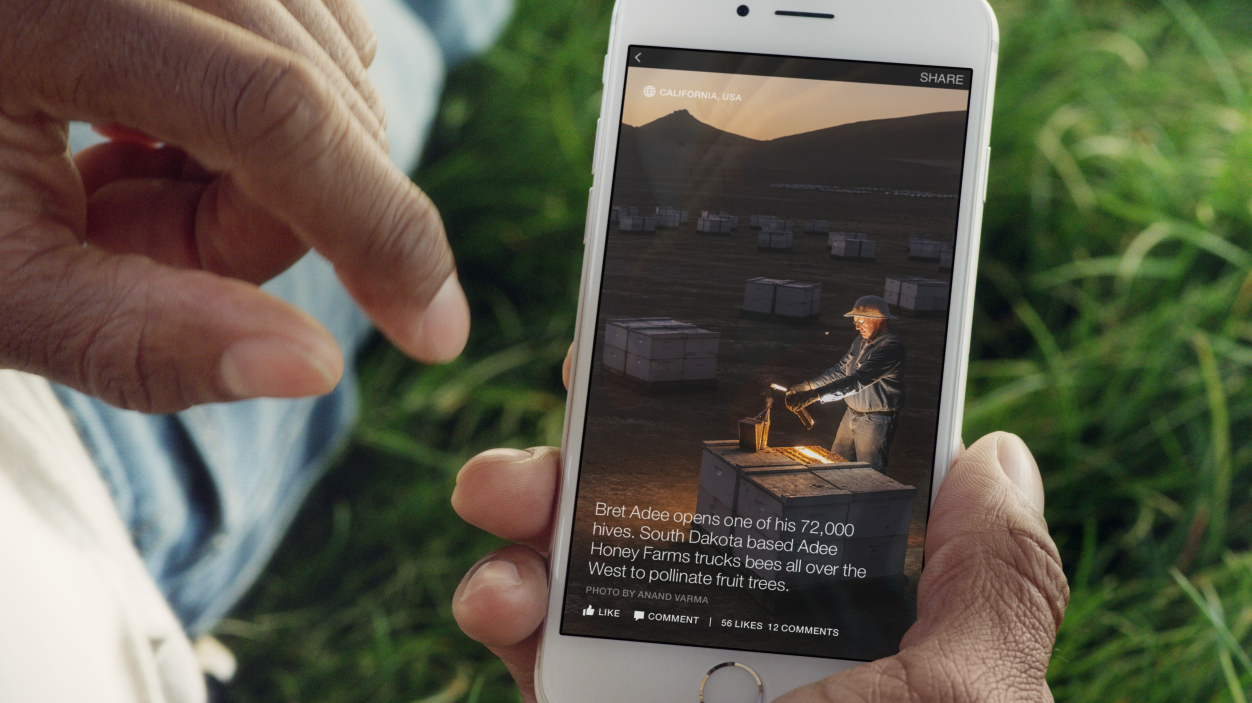 SHARE
CALIFORNIA, USA
Bret Adee opens one of his 72,000
hives. South Dakota based Adee
Honey Farms trucks bees all over the
West to pollinate fruit trees.
PHOTO BY ANAND VARMA
LIKE COMMENT | 56 LIKES 12 COMMENTS